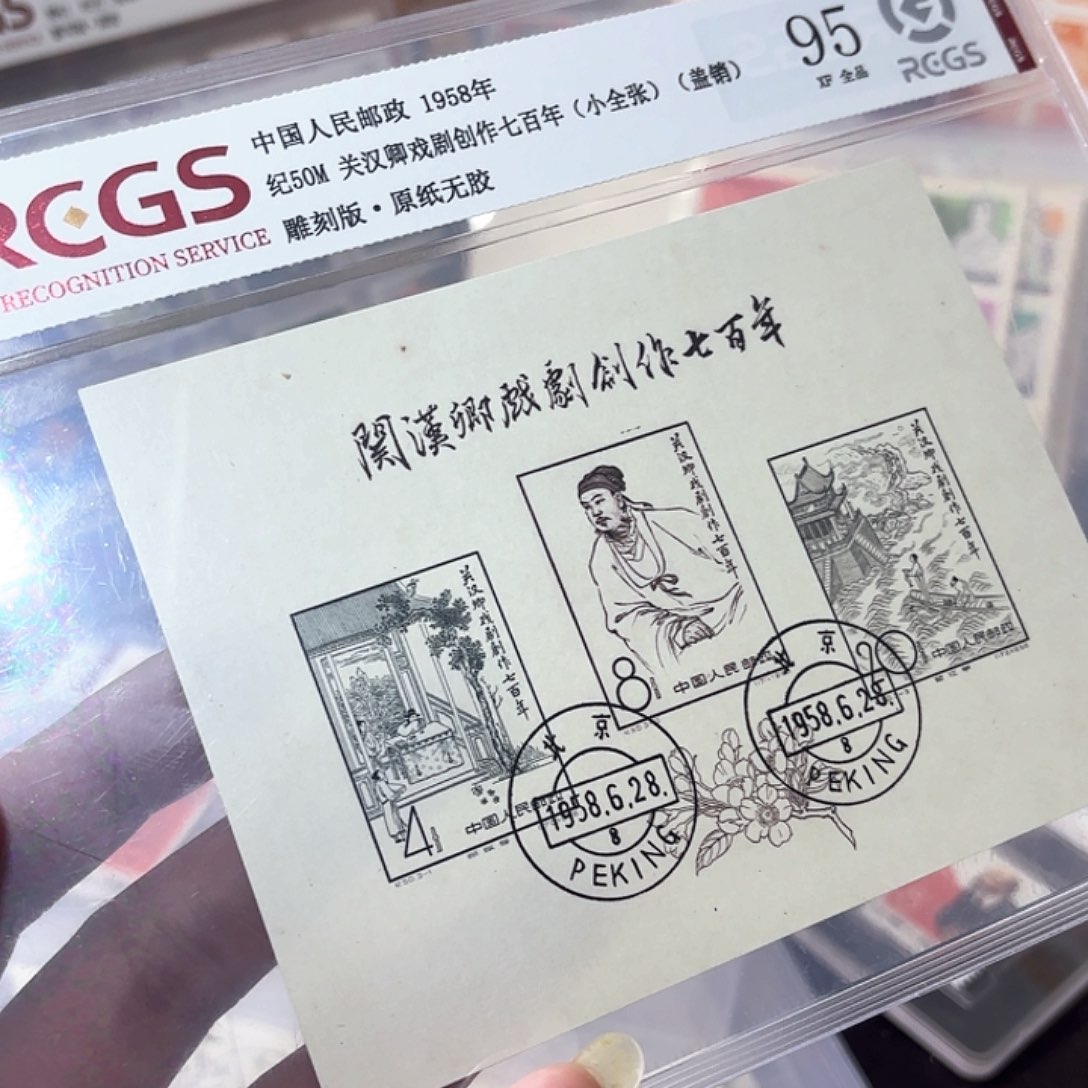 中国人民邮政 1958年
纪50M 关汉卿戏剧创作七百年(小全张)(盖销)
雕刻版·原纸无胶
95
XF 全品
RCGS
RCGS
RECOGNITION SERVICE
關漢卿戲劇創作七百年
关汉卿戏剧创作七百年
4
中国人民邮政
关汉卿戏剧创作七百年
8
中国人民邮政
关汉卿戏剧创作七百年
20
中国人民邮政
北京
1958.6.28.
8
PEKING
北京
1958.6.28.
8
PEKING